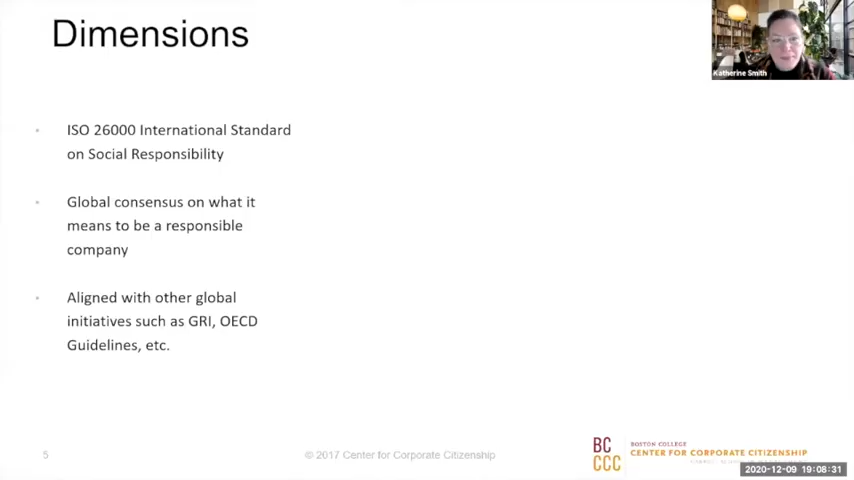 Dimensions
Katherine Smith
ISO 26000 International Standard
on Social Responsibility
Global consensus on what it
means to be a responsible
company
Aligned with other global
initiatives such as GRI, OECD
Guidelines, etc.
5
© 2017 Center for Corporate Citizenship
BC
CCC
BOSTON COLLEGE
CENTER FOR CORPORATE CITIZENSHIP
2020-12-09 19:08:31